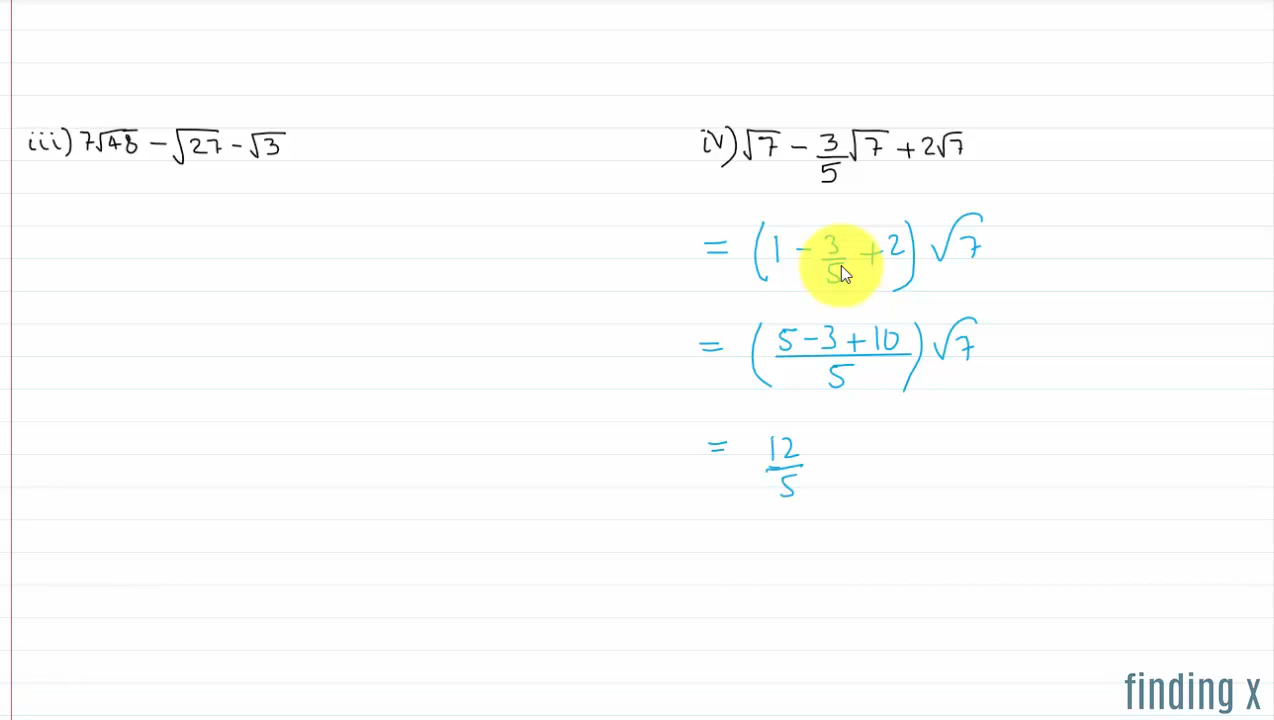 iii) 7√48 − √27 − √3
iv) √7 − 3/5 √7 + 2√7
= (1 − 3/5 + 2) √7
= (5 − 3 + 10 / 5) √7
= 12/5
finding x